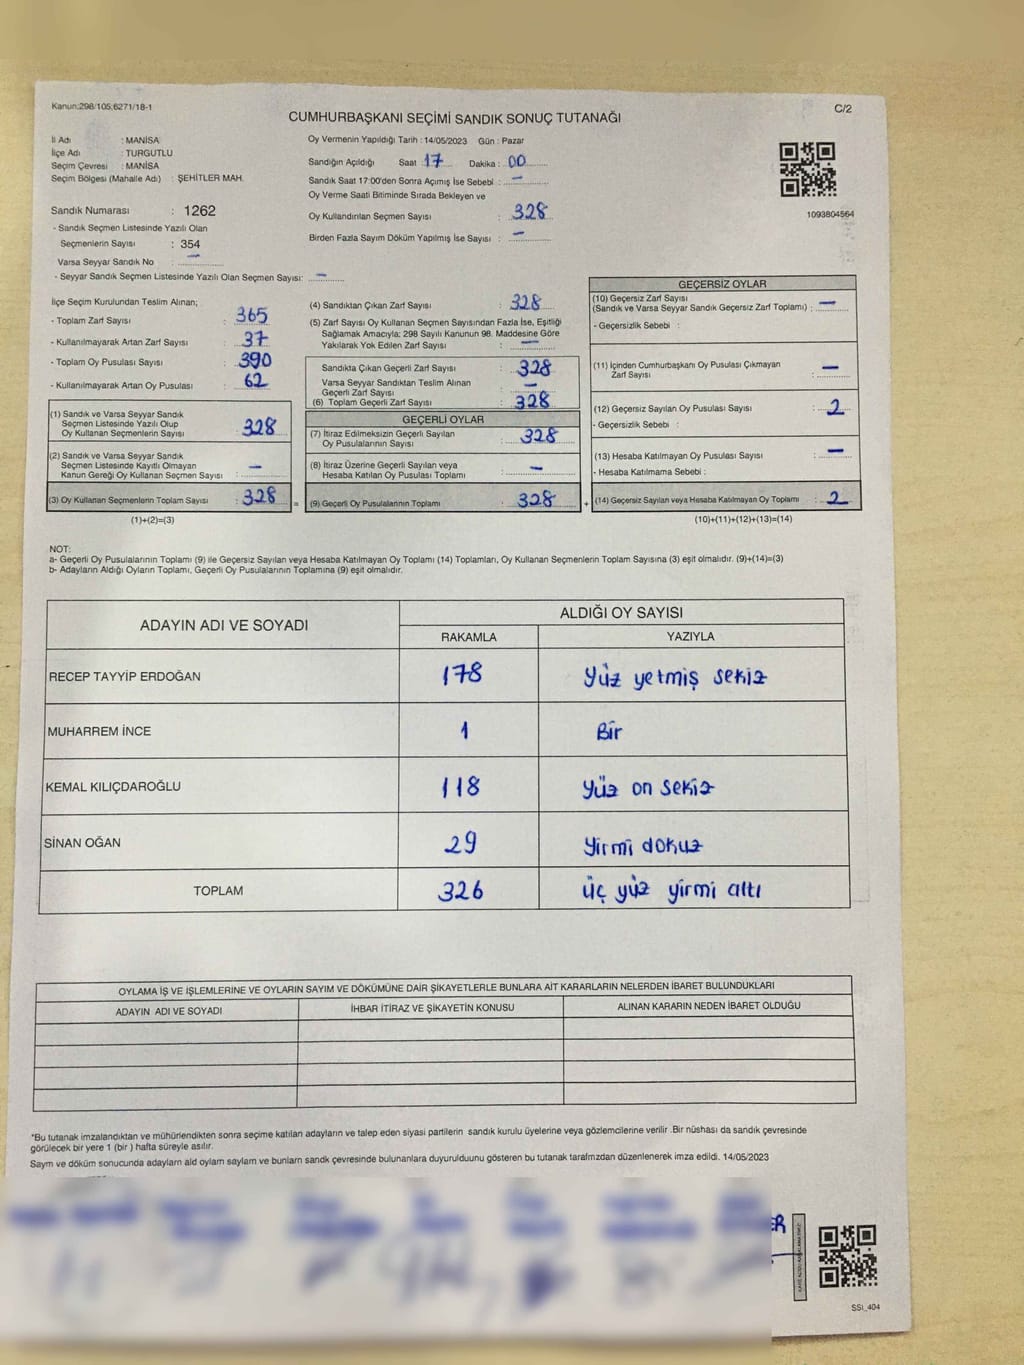 Kanun:298/105,6271/18-1
C/2
CUMHURBAŞKANI SEÇİMİ SANDIK SONUÇ TUTANAĞI
İl Adı : MANİSA
İlçe Adı : TURGUTLU
Seçim Çevresi : MANİSA
Seçim Bölgesi (Mahalle Adı) : ŞEHİTLER MAH.
Oy Vermenin Yapıldığı Tarih : 14/05/2023 Gün : Pazar
Sandığın Açıldığı Saat 17 Dakika : 00
Sandık Saat 17:00'den Sonra Açımış İse Sebebi : —
Oy Verme Saati Bitiminde Sırada Bekleyen ve
Oy Kullandırılan Seçmen Sayısı : 328
Birden Fazla Sayım Döküm Yapılmış İse Sayısı : —
1093804564
Sandık Numarası : 1262
- Sandık Seçmen Listesinde Yazılı Olan
Seçmenlerin Sayısı : 354
Varsa Seyyar Sandık No : —
- Seyyar Sandık Seçmen Listesinde Yazılı Olan Seçmen Sayısı: —
İlçe Seçim Kurulundan Teslim Alınan;
- Toplam Zarf Sayısı : 365
- Kullanılmayarak Artan Zarf Sayısı : 37
- Toplam Oy Pusulası Sayısı : 390
- Kullanılmayarak Artan Oy Pusulası : 62
(1) Sandık ve Varsa Seyyar Sandık
Seçmen Listesinde Yazılı Olup
Oy Kullanan Seçmenlerin Sayısı : 328
(2) Sandık ve Varsa Seyyar Sandık
Seçmen Listesinde Kayıtlı Olmayan
Kanun Gereği Oy Kullanan Seçmen Sayısı : —
(3) Oy Kullanan Seçmenlerin Toplam Sayısı : 328 =
(1)+(2)=(3)
(4) Sandıktan Çıkan Zarf Sayısı : 328
(5) Zarf Sayısı Oy Kullanan Seçmen Sayısından Fazla İse, Eşitliği
Sağlamak Amacıyla; 298 Sayılı Kanunun 98. Maddesine Göre
Yakılarak Yok Edilen Zarf Sayısı : —
Sandıkta Çıkan Geçerli Zarf Sayısı : 328
Varsa Seyyar Sandıktan Teslim Alınan
Geçerli Zarf Sayısı : —
(6) Toplam Geçerli Zarf Sayısı : 328
GEÇERLİ OYLAR
(7) İtiraz Edilmeksizin Geçerli Sayılan
Oy Pusulalarının Sayısı : 328
(8) İtiraz Üzerine Geçerli Sayılan veya
Hesaba Katılan Oy Pusulası Toplamı : —
(9) Geçerli Oy Pusulalarının Toplamı : 328 +
GEÇERSİZ OYLAR
(10) Geçersiz Zarf Sayısı
(Sandık ve Varsa Seyyar Sandık Geçersiz Zarf Toplamı) : —
- Geçersizlik Sebebi :
(11) İçinden Cumhurbaşkanı Oy Pusulası Çıkmayan
Zarf Sayısı : —
(12) Geçersiz Sayılan Oy Pusulası Sayısı : 2
- Geçersizlik Sebebi :
(13) Hesaba Katılmayan Oy Pusulası Sayısı : —
- Hesaba Katılmama Sebebi :
(14) Geçersiz Sayılan veya Hesaba Katılmayan Oy Toplamı : 2
(10)+(11)+(12)+(13)=(14)
NOT:
a- Geçerli Oy Pusulalarının Toplamı (9) ile Geçersiz Sayılan veya Hesaba Katılmayan Oy Toplamı (14) Toplamları, Oy Kullanan Seçmenlerin Toplam Sayısına (3) eşit olmalıdır. (9)+(14)=(3)
b- Adayların Aldığı Oyların Toplamı, Geçerli Oy Pusulalarının Toplamına (9) eşit olmalıdır.
ADAYIN ADI VE SOYADI ALDIĞI OY SAYISI
RAKAMLA YAZIYLA
RECEP TAYYİP ERDOĞAN 178 Yüz yetmiş sekiz
MUHARREM İNCE 1 Bir
KEMAL KILIÇDAROĞLU 118 Yüz on sekiz
SİNAN OĞAN 29 Yirmi dokuz
TOPLAM 326 üç yüz yirmi altı
OYLAMA İŞ VE İŞLEMLERİNE VE OYLARIN SAYIM VE DÖKÜMÜNE DAİR ŞİKAYETLERLE BUNLARA AİT KARARLARIN NELERDEN İBARET BULUNDUKLARI
ADAYIN ADI VE SOYADI İHBAR İTİRAZ VE ŞİKAYETİN KONUSU ALINAN KARARIN NEDEN İBARET OLDUĞU
*Bu tutanak imzalandıktan ve mühürlendikten sonra seçime katılan adayların ve talep eden siyasi partilerin sandık kurulu üyelerine veya gözlemcilerine verilir .Bir nüshası da sandık çevresinde
görülecek bir yere 1 (bir ) hafta süreyle asılır.
Saym ve döküm sonucunda adayların ald oylam saylam ve bunlarn sandk çevresinde bulunanlara duyurulduunu gösteren bu tutanak tarafmzdan düzenlenerek imza edildi. 14/05/2023
ER
SSI_404